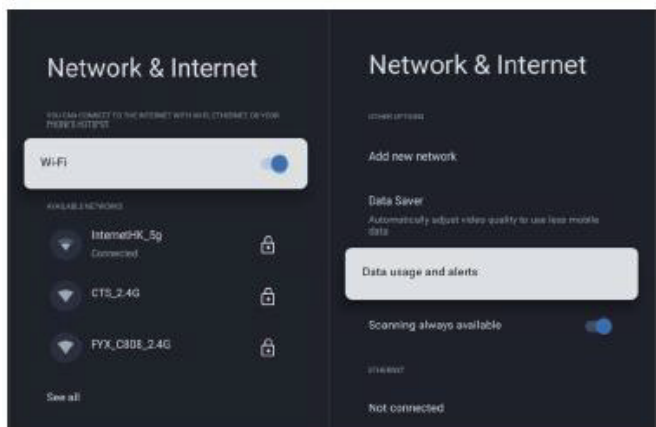 Network & Internet
YOU CAN CONNECT TO THE INTERNET WITH WI-FI, ETHERNET, OR YOUR
PHONE'S HOTSPOT
Wi-Fi
AVAILABLE NETWORKS
InternetHK_5g
Connected
CTS_2.4G
FYX_C808_2.4G
See all
Network & Internet
OTHER OPTIONS
Add new network
Data Saver
Automatically adjust video quality to use less mobile
data
Data usage and alerts
Scanning always available
ETHERNET
Not connected